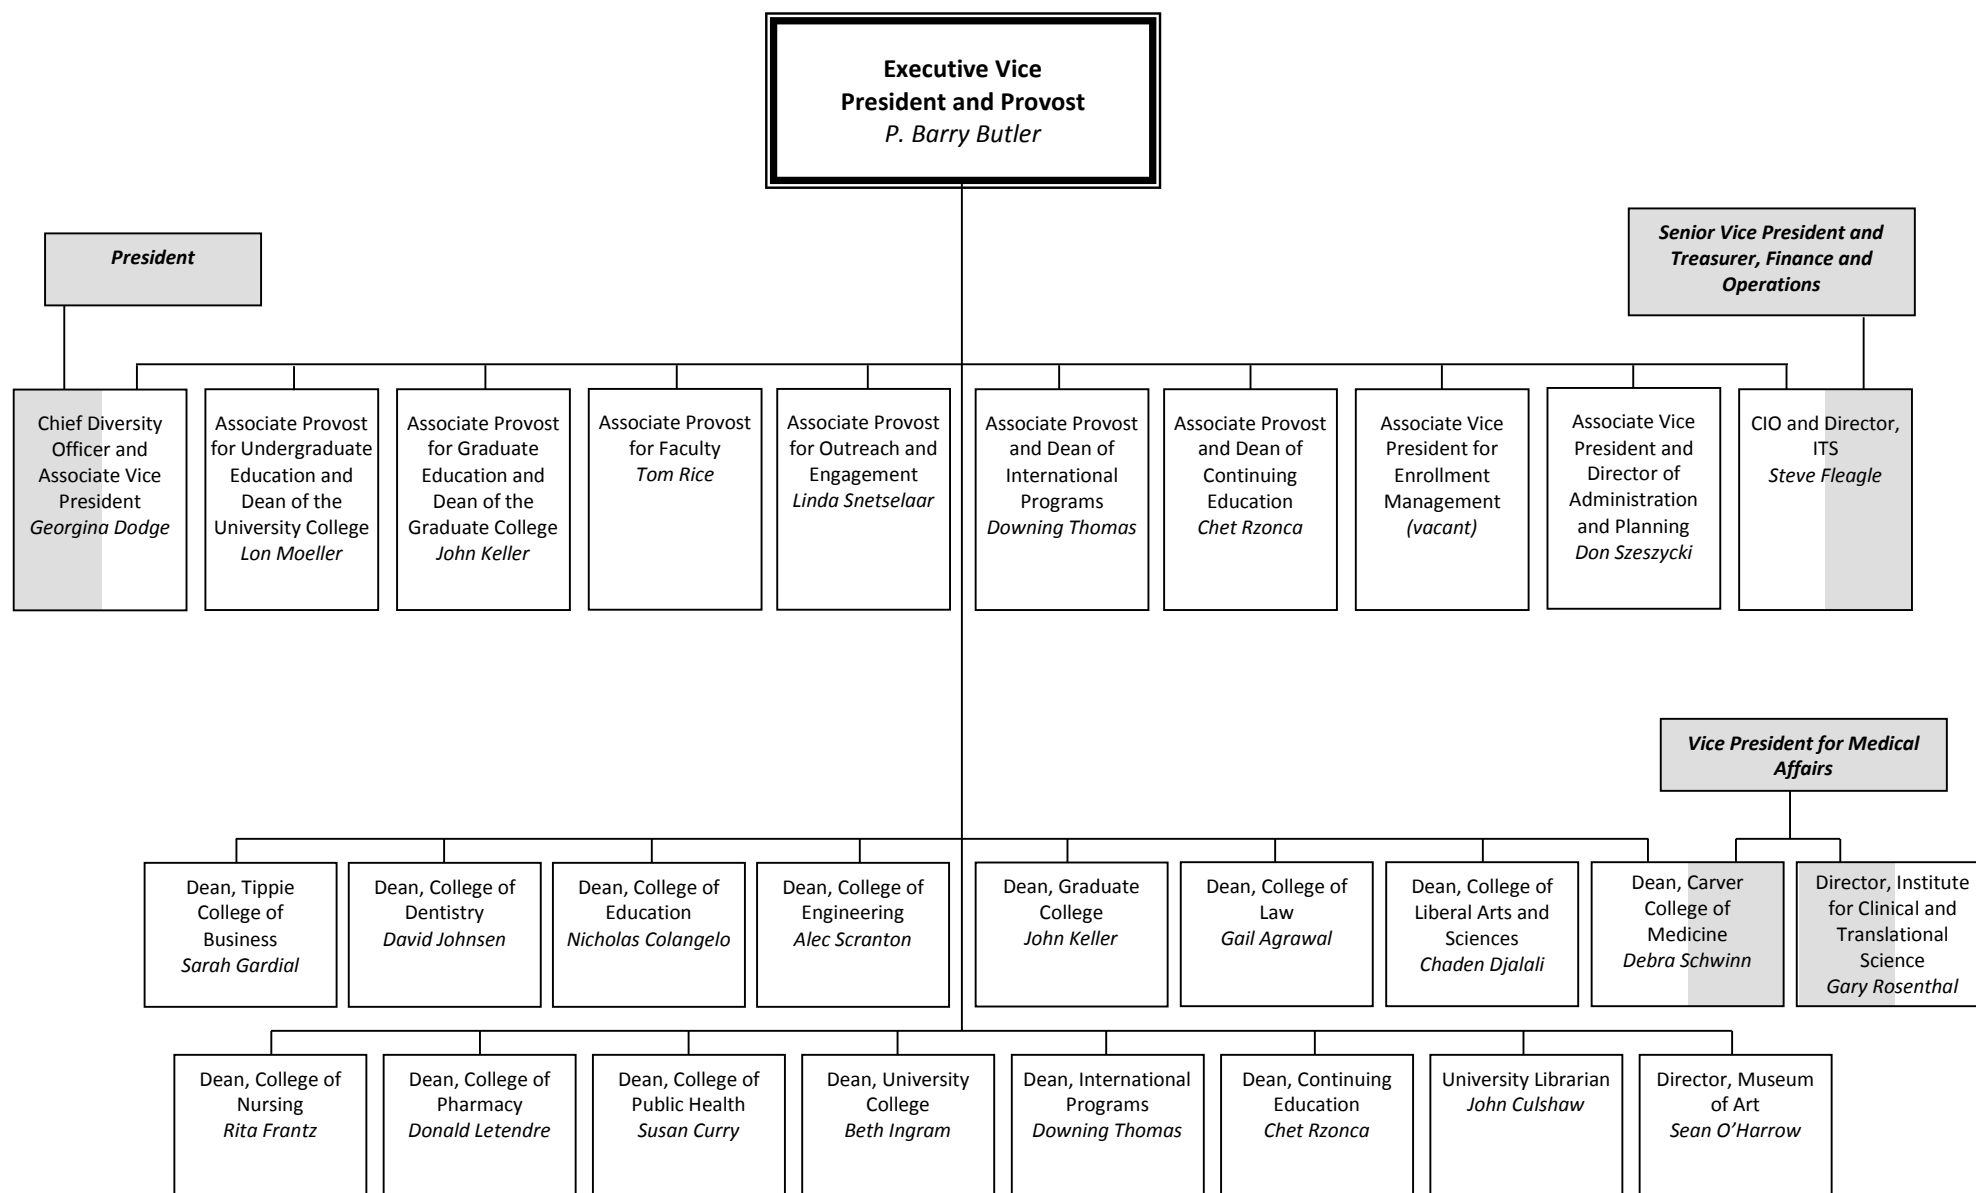 Executive Vice
President and Provost
P. Barry Butler
President
Senior Vice President and
Treasurer, Finance and
Operations
Chief Diversity
Officer and
Associate Vice
President
Georgina Dodge
Associate Provost
for Undergraduate
Education and
Dean of the
University College
Lon Moeller
Associate Provost
for Graduate
Education and
Dean of the
Graduate College
John Keller
Associate Provost
for Faculty
Tom Rice
Associate Provost
for Outreach and
Engagement
Linda Snetselaar
Associate Provost
and Dean of
International
Programs
Downing Thomas
Associate Provost
and Dean of
Continuing
Education
Chet Rzonca
Associate Vice
President for
Enrollment
Management
(vacant)
Associate Vice
President and
Director of
Administration
and Planning
Don Szeszycki
CIO and Director,
ITS
Steve Fleagle
Vice President for Medical
Affairs
Dean, Tippie
College of
Business
Sarah Gardial
Dean, College of
Dentistry
David Johnsen
Dean, College of
Education
Nicholas Colangelo
Dean, College of
Engineering
Alec Scranton
Dean, Graduate
College
John Keller
Dean, College of
Law
Gail Agrawal
Dean, College of
Liberal Arts and
Sciences
Chaden Djalali
Dean, Carver
College of
Medicine
Debra Schwinn
Director, Institute
for Clinical and
Translational
Science
Gary Rosenthal
Dean, College of
Nursing
Rita Frantz
Dean, College of
Pharmacy
Donald Letendre
Dean, College of
Public Health
Susan Curry
Dean, University
College
Beth Ingram
Dean, International
Programs
Downing Thomas
Dean, Continuing
Education
Chet Rzonca
University Librarian
John Culshaw
Director, Museum
of Art
Sean O’Harrow